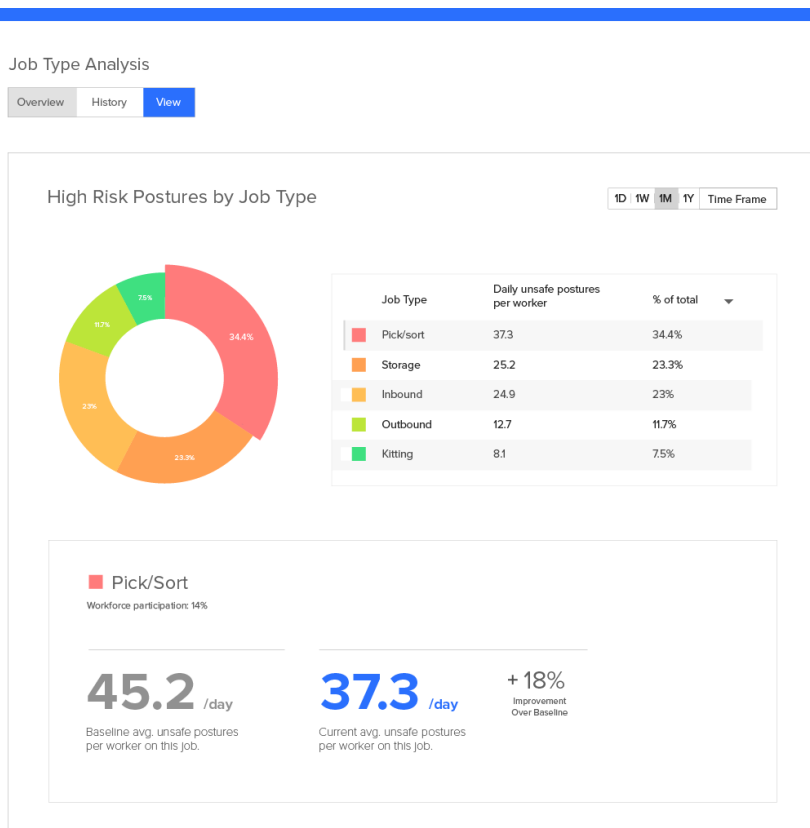 Job Type Analysis
Overview History View
High Risk Postures by Job Type
1D 1W 1M 1Y Time Frame
7.5%
11.7%
34.4%
23%
23.3%
Job Type Daily unsafe postures per worker % of total
Pick/sort 37.3 34.4%
Storage 25.2 23.3%
Inbound 24.9 23%
Outbound 12.7 11.7%
Kitting 8.1 7.5%
Pick/Sort
Workforce participation: 14%
45.2 /day
Baseline avg. unsafe postures
per worker on this job.
37.3 /day
Current avg. unsafe postures
per worker on this job.
+ 18%
Improvement
Over Baseline